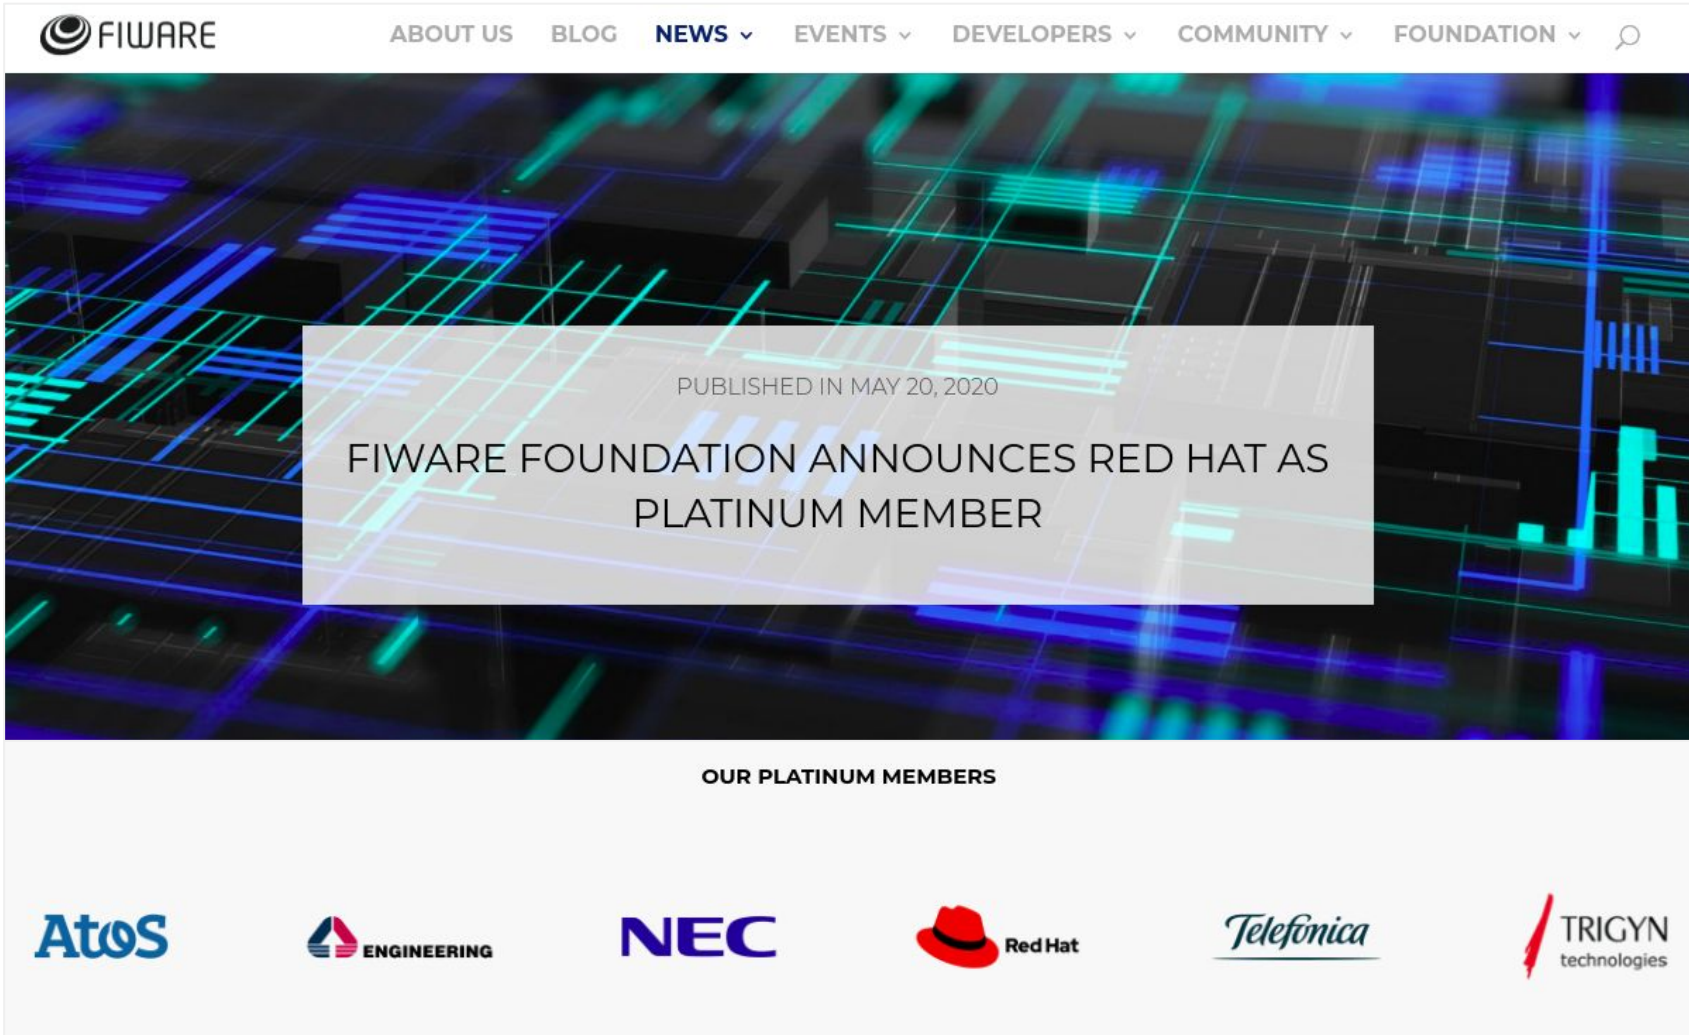 FIWARE
ABOUT US BLOG NEWS EVENTS DEVELOPERS COMMUNITY FOUNDATION
PUBLISHED IN MAY 20, 2020
FIWARE FOUNDATION ANNOUNCES RED HAT AS
PLATINUM MEMBER
OUR PLATINUM MEMBERS
Atos
ENGINEERING
NEC
Red Hat
Telefónica
TRIGYN
technologies